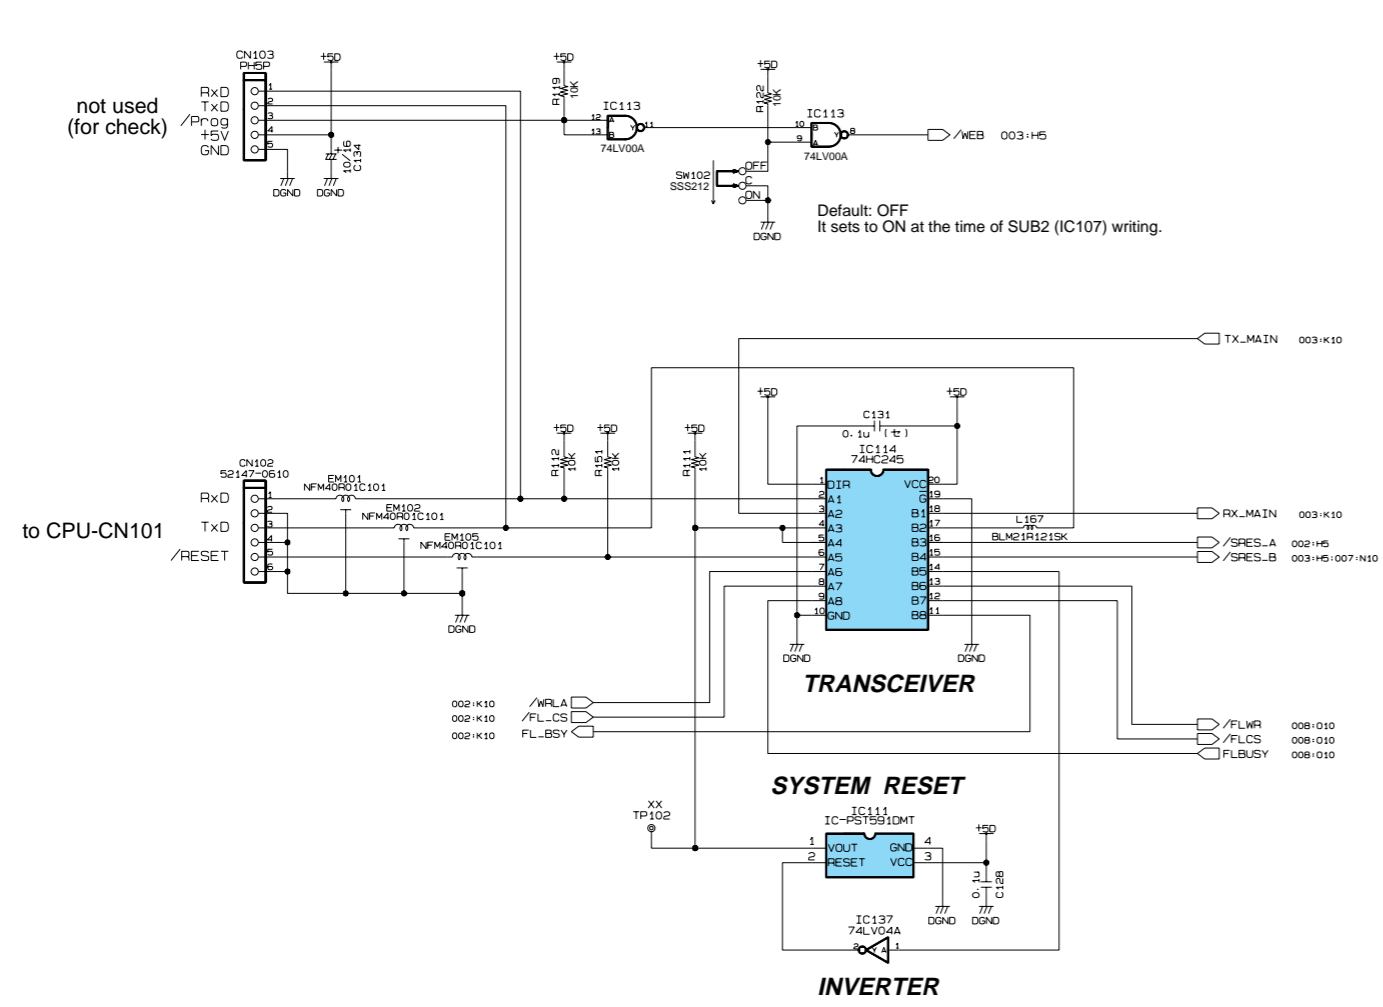 CN103
PH5P
+5D
+5D
+5D
not used
(for check)
RxD
TxD
/Prog
+5V
GND
1
2
3
4
5
R119
10K
R122
10K
10/16
C134
+
DGND
DGND
IC113
12 A
13 B
Y 11
74LV00A
IC113
10 B
9 A
Y 8
74LV00A
/WEB 003:H5
SW102
SSS212
OFF
C
ON
DGND
Default: OFF
It sets to ON at the time of SUB2 (IC107) writing.
TX_MAIN 003:K10
+5D
+5D
+5D
+5D
+5D
C131
0.1u (セ)
R112
10K
R151
10K
R111
10K
IC114
74HC245
1 DIR VCC 20
2 A1 G 19
3 A2 B1 18
4 A3 B2 17
5 A4 B3 16
6 A5 B4 15
7 A6 B5 14
8 A7 B6 13
9 A8 B7 12
10 GND B8 11
DGND
DGND
TRANSCEIVER
CN102
52147-0610
to CPU-CN101
RxD
TxD
/RESET
1
2
3
4
5
6
EM101
NFM40R01C101
EM102
NFM40R01C101
EM105
NFM40R01C101
DGND
L167
BLM21R121SK
RX_MAIN 003:K10
/SRES_A 002:H5
/SRES_B 003:H5:007:N10
002:K10 /WRLA
002:K10 /FL_CS
002:K10 FL_BSY
/FLWR 008:O10
/FLCS 008:O10
FLBUSY 008:O10
SYSTEM RESET
XX
TP102
IC111
IC-PST591DMT
1 VOUT GND 4
2 RESET VCC 3
+5D
0.1u
C128
DGND
DGND
IC137
74LV04A
2 Y A 1
INVERTER